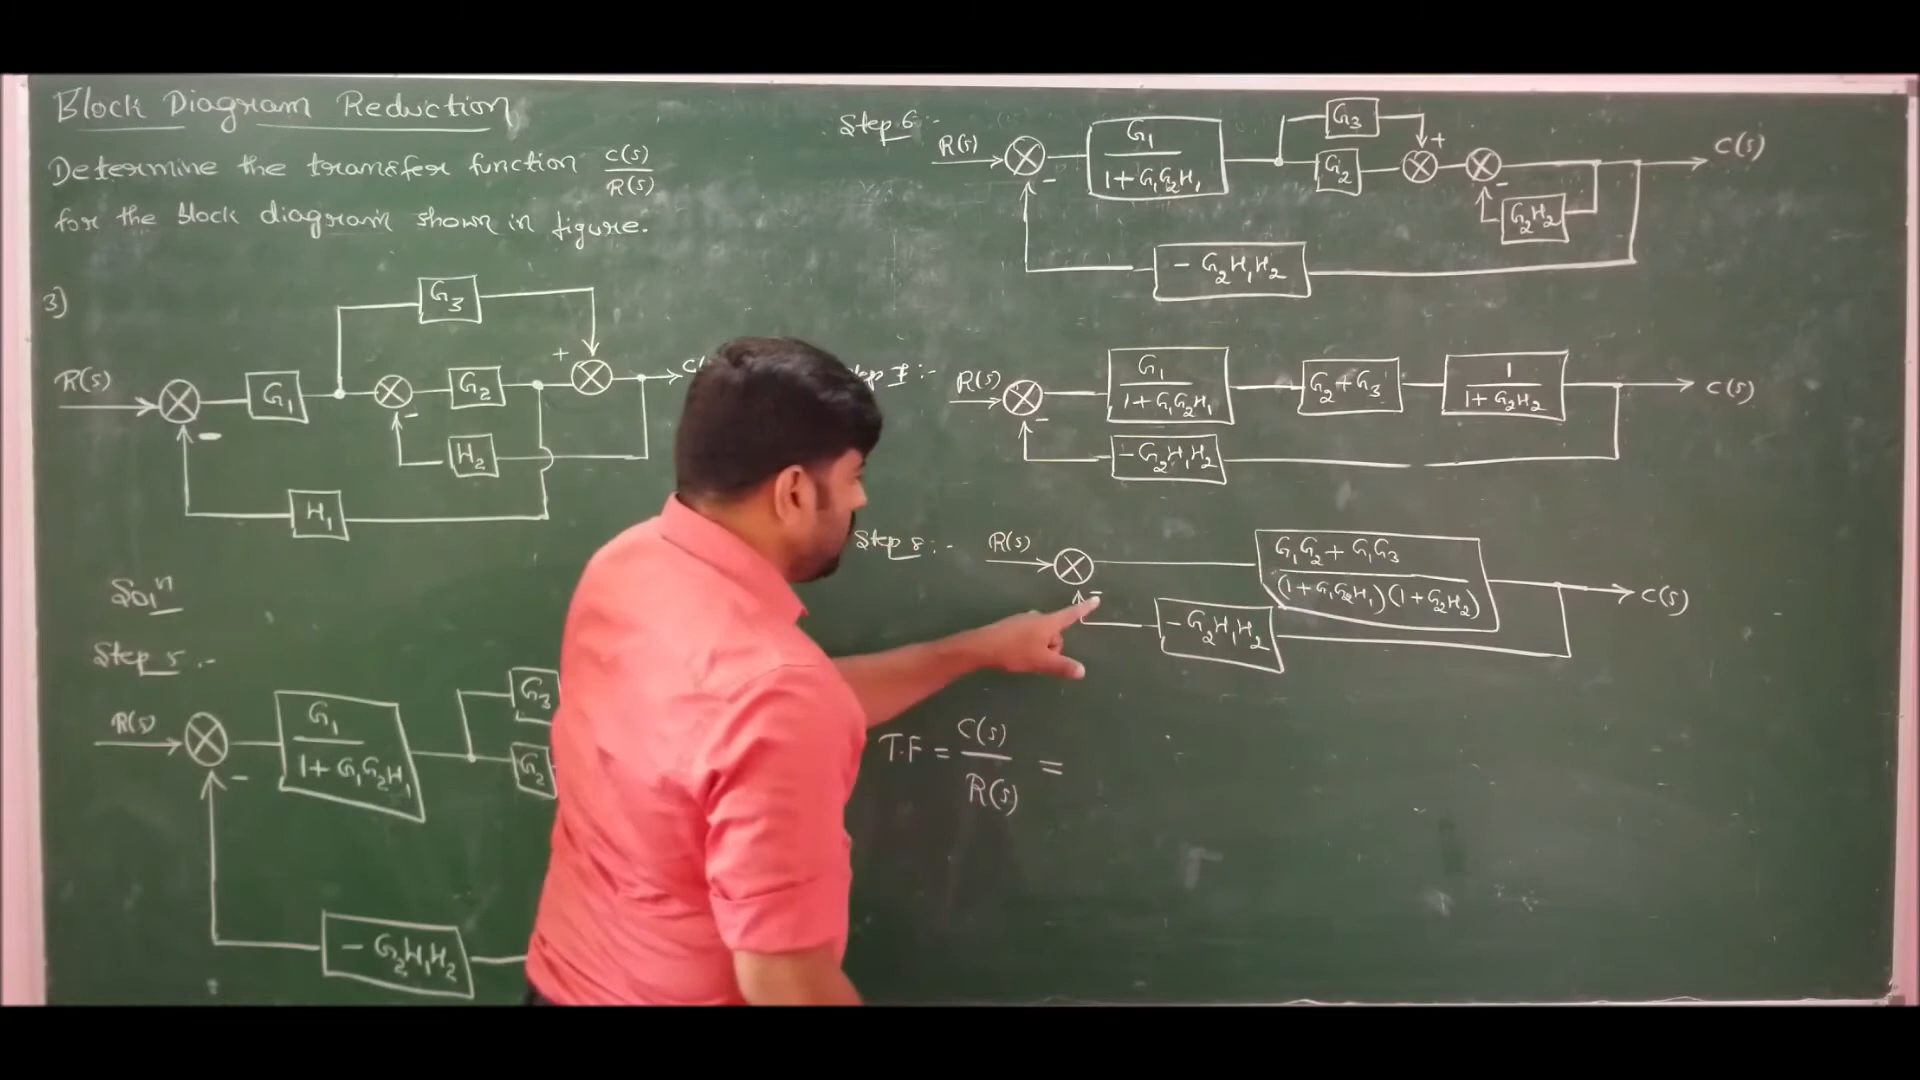 Block Diagram Reduction
Determine the transfer function C(s)/R(s)
for the block diagram shown in figure.
3)
R(s)
G1
G3
G2
H2
H1
Soln
Step 5 :-
R(s)
-
G1/1+G1G2H1
G3
G2
-G2H1H2
Step 6 :-
R(s)
-
G1/1+G1G2H1
G3
G2
+
-
G2H2
C(s)
-G2H1H2
R(s)
-
G1/1+G1G2H1
G2+G3
1/1+G2H2
C(s)
-G2H1H2
Step 8 :-
R(s)
-
G1G2+G1G3/(1+G1G2H1)(1+G2H2)
C(s)
-G2H1H2
T.F = C(s)/R(s) =